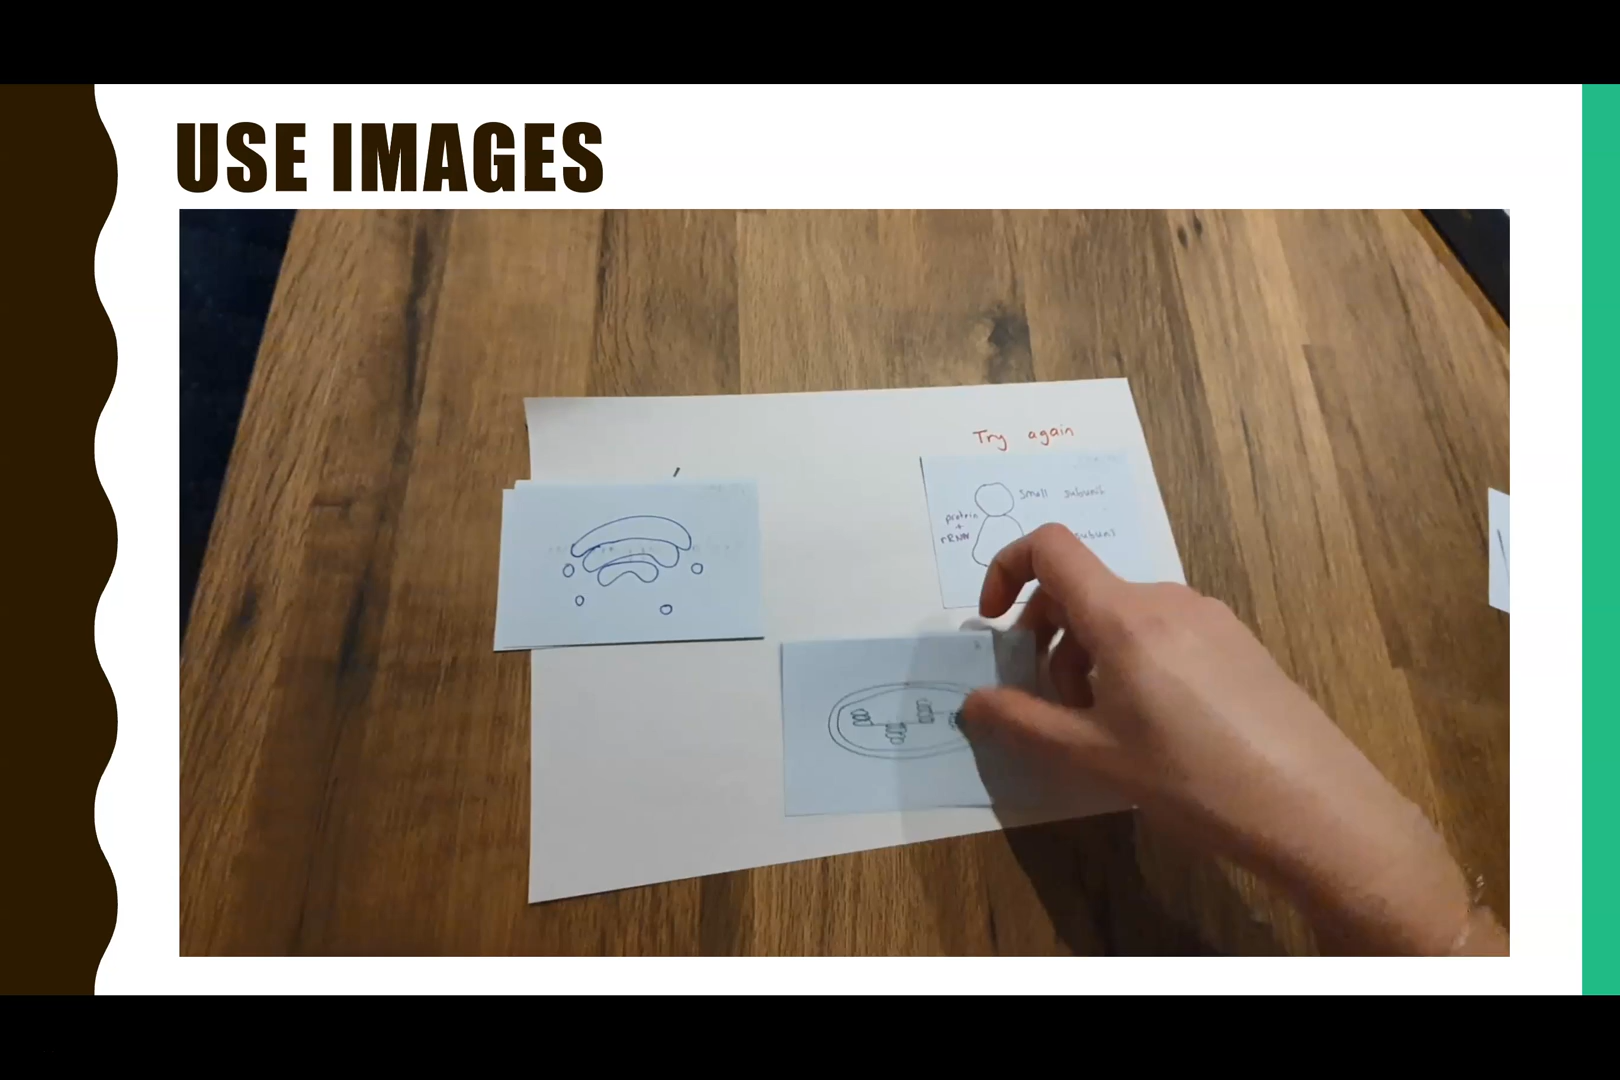 USE IMAGES
Try again
small subunit
protein
+
rRNA
subunit